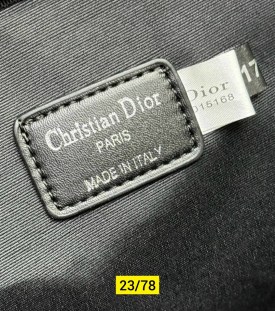 Christian Dior
PARIS
MADE IN ITALY
Dior
17
23/78